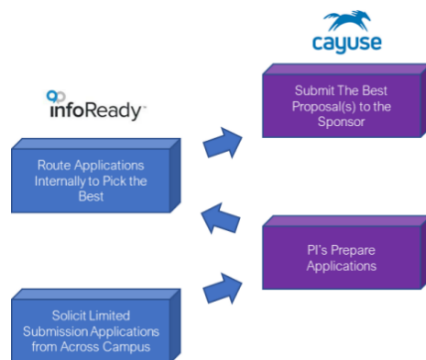 cayuse
Submit The Best
Proposal(s) to the
Sponsor
infoReady™
Route Applications
Internally to Pick the
Best
PI's Prepare
Applications
Solicit Limited
Submission Applications
from Across Campus